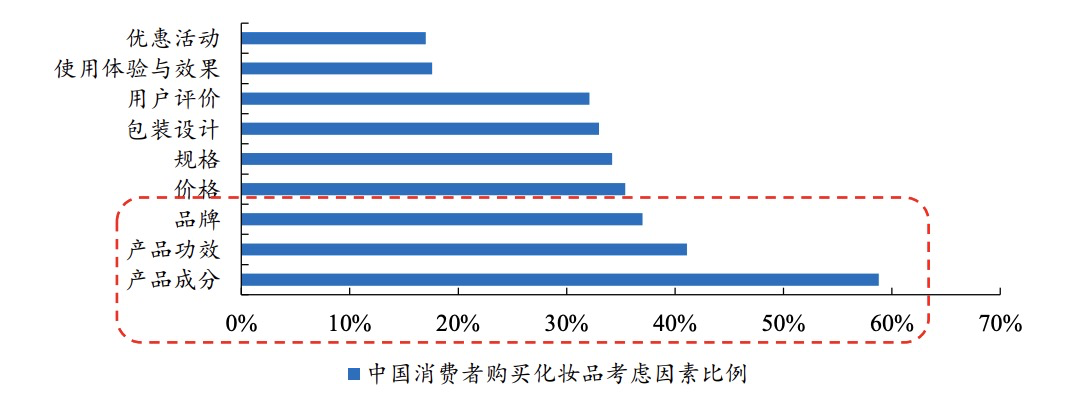 优惠活动
使用体验与效果
用户评价
包装设计
规格
价格
品牌
产品功效
产品成分
0% 10% 20% 30% 40% 50% 60% 70%
中国消费者购买化妆品考虑因素比例